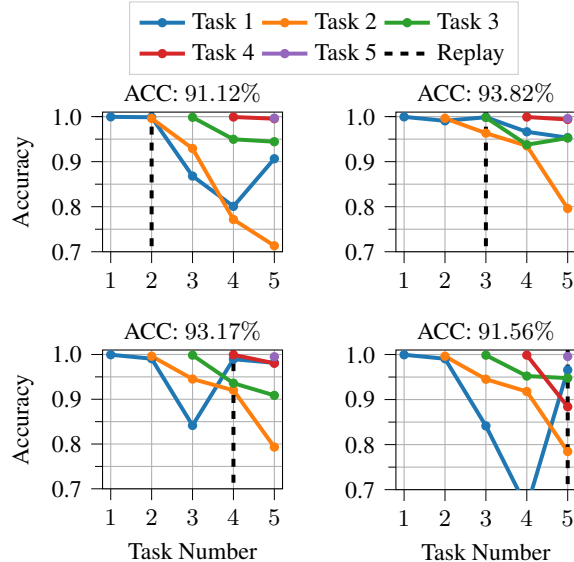 Task 1 Task 2 Task 3
Task 4 Task 5 Replay
ACC: 91.12%
Accuracy
1.0
0.9
0.8
0.7
1 2 3 4 5
ACC: 93.82%
1.0
0.9
0.8
0.7
1 2 3 4 5
ACC: 93.17%
Accuracy
1.0
0.9
0.8
0.7
1 2 3 4 5
Task Number
ACC: 91.56%
1.0
0.9
0.8
0.7
1 2 3 4 5
Task Number